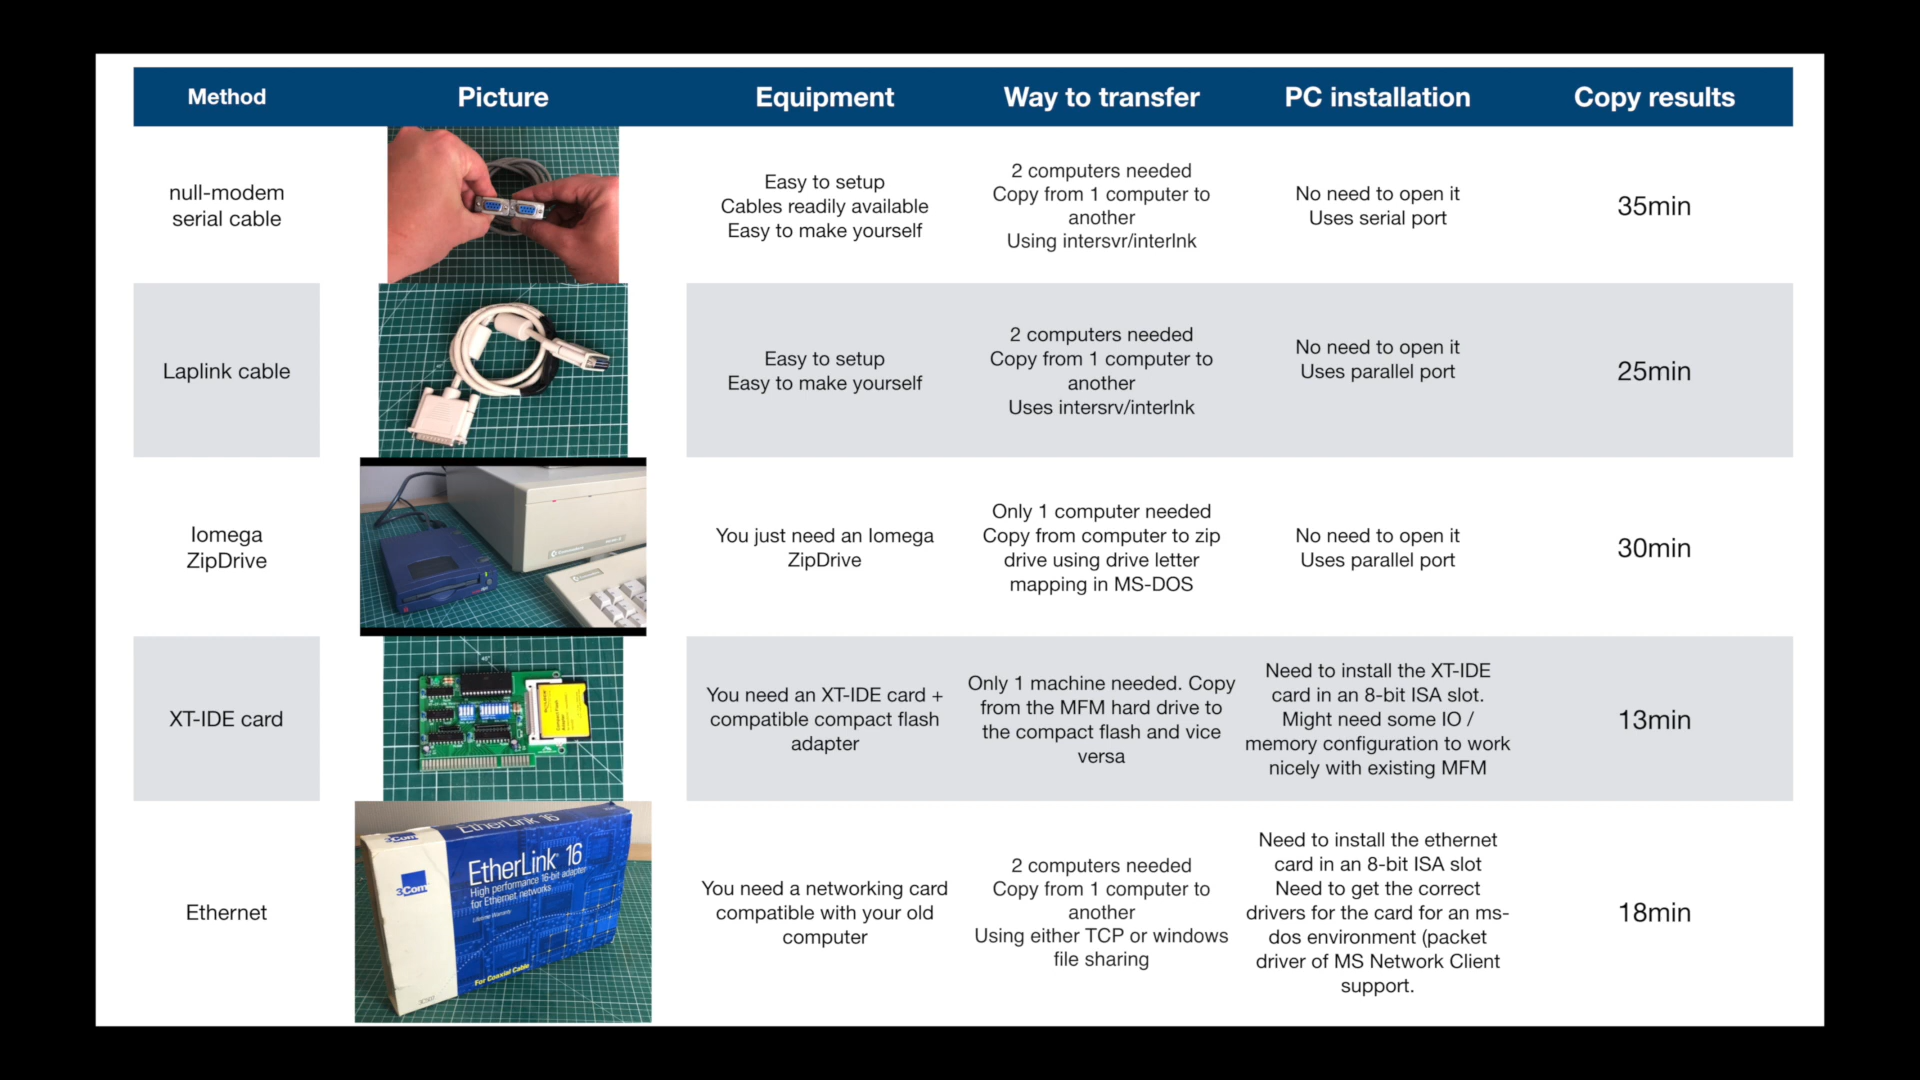 Method Picture Equipment Way to transfer PC installation Copy results
null-modem
serial cable
Easy to setup
Cables readily available
Easy to make yourself
2 computers needed
Copy from 1 computer to
another
Using intersvr/interlnk
No need to open it
Uses serial port
35min
Laplink cable
Easy to setup
Easy to make yourself
2 computers needed
Copy from 1 computer to
another
Uses intersrv/interlnk
No need to open it
Uses parallel port
25min
Iomega
ZipDrive
You just need an Iomega
ZipDrive
Only 1 computer needed
Copy from computer to zip
drive using drive letter
mapping in MS-DOS
No need to open it
Uses parallel port
30min
XT-IDE card
You need an XT-IDE card +
compatible compact flash
adapter
Only 1 machine needed. Copy
from the MFM hard drive to
the compact flash and vice
versa
Need to install the XT-IDE
card in an 8-bit ISA slot.
Might need some IO /
memory configuration to work
nicely with existing MFM
13min
Ethernet
3Com
EtherLink 16
3Com
EtherLink 16
High performance 16-bit adapter
for Ethernet networks
Lifetime Warranty
For Coaxial Cable
You need a networking card
compatible with your old
computer
2 computers needed
Copy from 1 computer to
another
Using either TCP or windows
file sharing
Need to install the ethernet
card in an 8-bit ISA slot
Need to get the correct
drivers for the card for an ms-
dos environment (packet
driver of MS Network Client
support.
18min